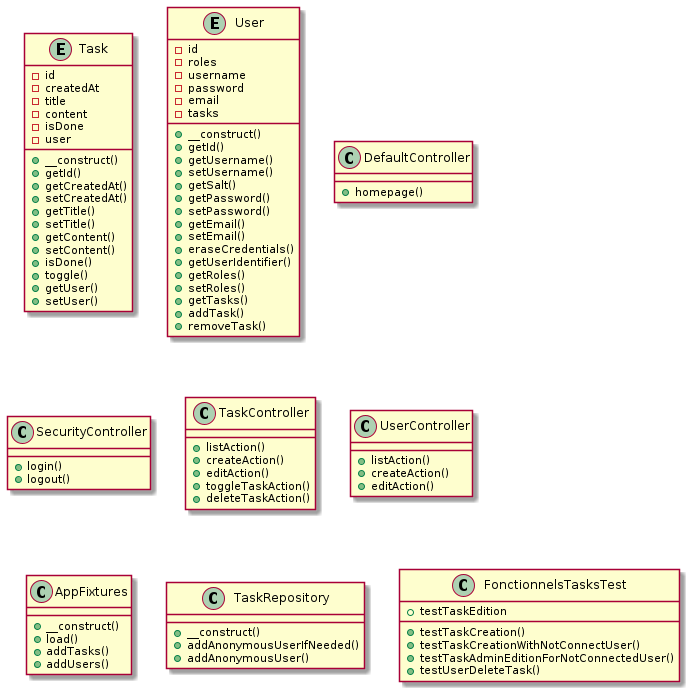 E Task
id
createdAt
title
content
isDone
user
__construct()
getId()
getCreatedAt()
setCreatedAt()
getTitle()
setTitle()
getContent()
setContent()
isDone()
toggle()
getUser()
setUser()
E User
id
roles
username
password
email
tasks
__construct()
getId()
getUsername()
setUsername()
getSalt()
getPassword()
setPassword()
getEmail()
setEmail()
eraseCredentials()
getUserIdentifier()
getRoles()
setRoles()
getTasks()
addTask()
removeTask()
C DefaultController
homepage()
C SecurityController
login()
logout()
C TaskController
listAction()
createAction()
editAction()
toggleTaskAction()
deleteTaskAction()
C UserController
listAction()
createAction()
editAction()
C AppFixtures
__construct()
load()
addTasks()
addUsers()
C TaskRepository
__construct()
addAnonymousUserIfNeeded()
addAnonymousUser()
C FonctionnelsTasksTest
testTaskEdition
testTaskCreation()
testTaskCreationWithNotConnectUser()
testTaskAdminEditionForNotConnectedUser()
testUserDeleteTask()